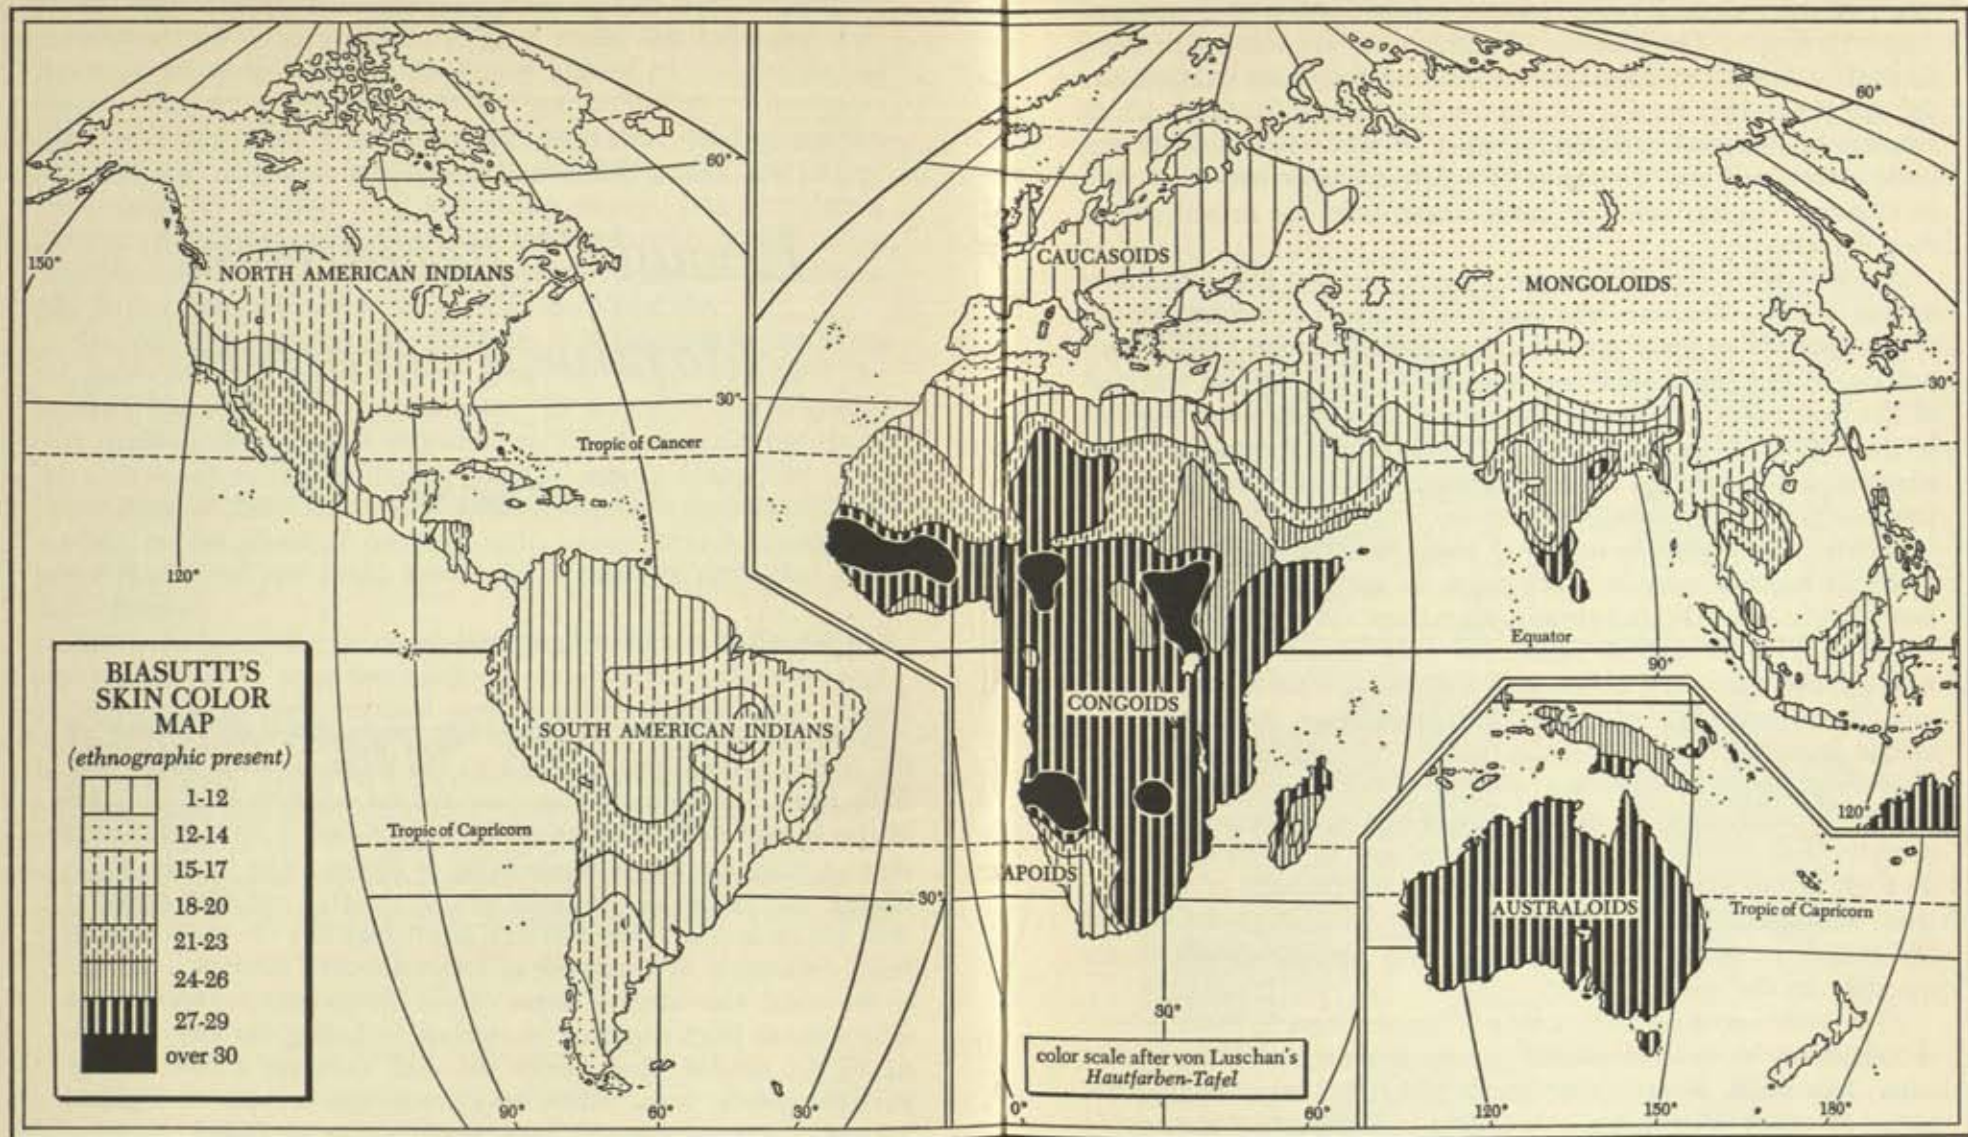 60°
60°
150°
NORTH AMERICAN INDIANS
CAUCASOIDS
MONGOLOIDS
30°
30°
Tropic of Cancer
120°
Equator
90°
BIASUTTI'S
SKIN COLOR
MAP
(ethnographic present)
1-12
12-14
15-17
18-20
21-23
24-26
27-29
over 30
SOUTH AMERICAN INDIANS
CONGOIDS
Tropic of Capricorn
120°
APOIDS
30°
AUSTRALOIDS
Tropic of Capricorn
30°
color scale after von Luschan's
Hautfarben-Tafel
90°
60°
30°
0°
60°
120°
150°
180°